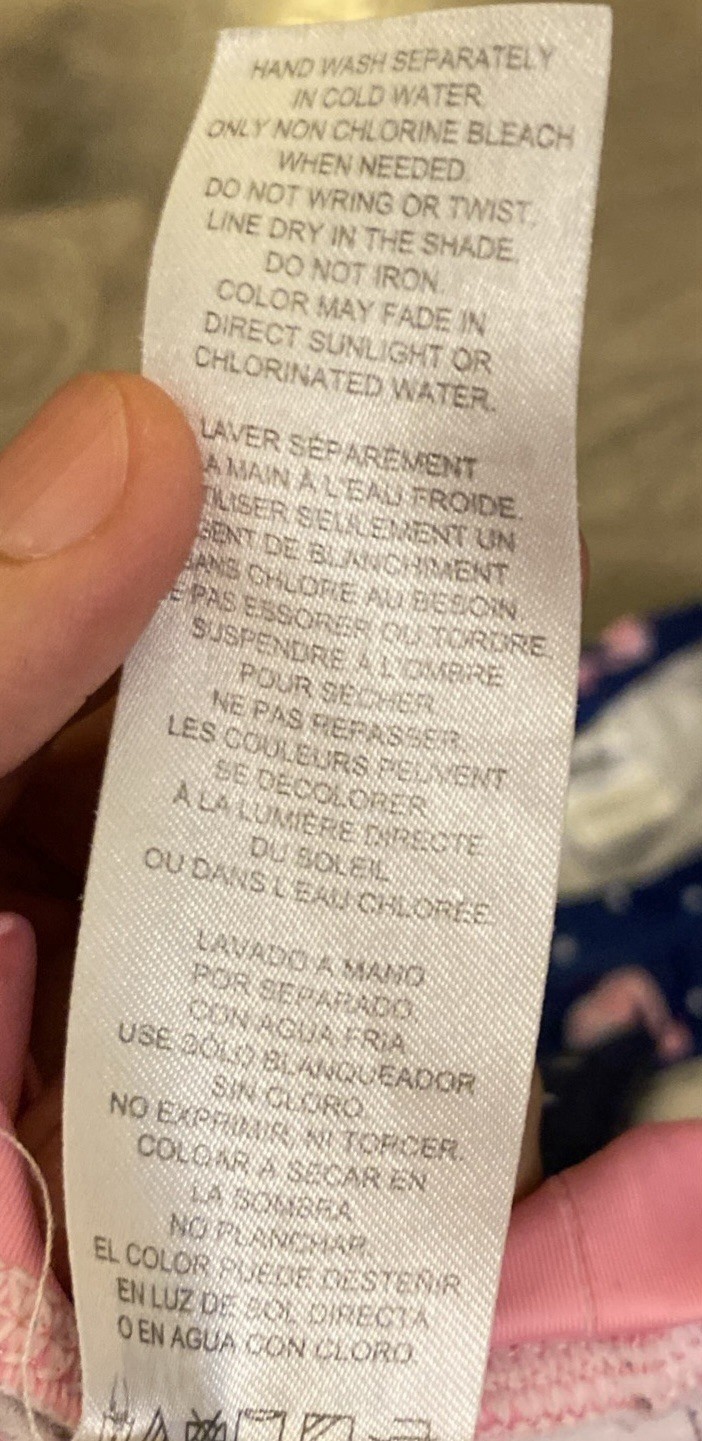 HAND WASH SEPARATELY
IN COLD WATER.
ONLY NON CHLORINE BLEACH
WHEN NEEDED.
DO NOT WRING OR TWIST.
LINE DRY IN THE SHADE.
DO NOT IRON.
COLOR MAY FADE IN
DIRECT SUNLIGHT OR
CHLORINATED WATER.
LAVER SÉPARÉMENT
À MAIN À L'EAU FROIDE.
TILISER SEULEMENT UN
GENT DE BLANCHIMENT
SANS CHLORE AU BESOIN.
E PAS ESSORER OU TORDRE.
SUSPENDRE À L'OMBRE
POUR SÉCHER.
NE PAS REPASSER.
LES COULEURS PEUVENT
SE DÉCOLORER
À LA LUMIÈRE DIRECTE
DU SOLEIL
OU DANS L'EAU CHLORÉE.
LAVADO A MANO
POR SEPARADO
CON AGUA FRIA
USE SOLO BLANQUEADOR
SIN CLORO.
NO EXPRIMIR, NI TORCER.
COLGAR A SECAR EN
LA SOMBRA
NO PLANCHAR.
EL COLOR PUEDE DESTEÑIR
EN LUZ DE SOL DIRECTA
O EN AGUA CON CLORO.